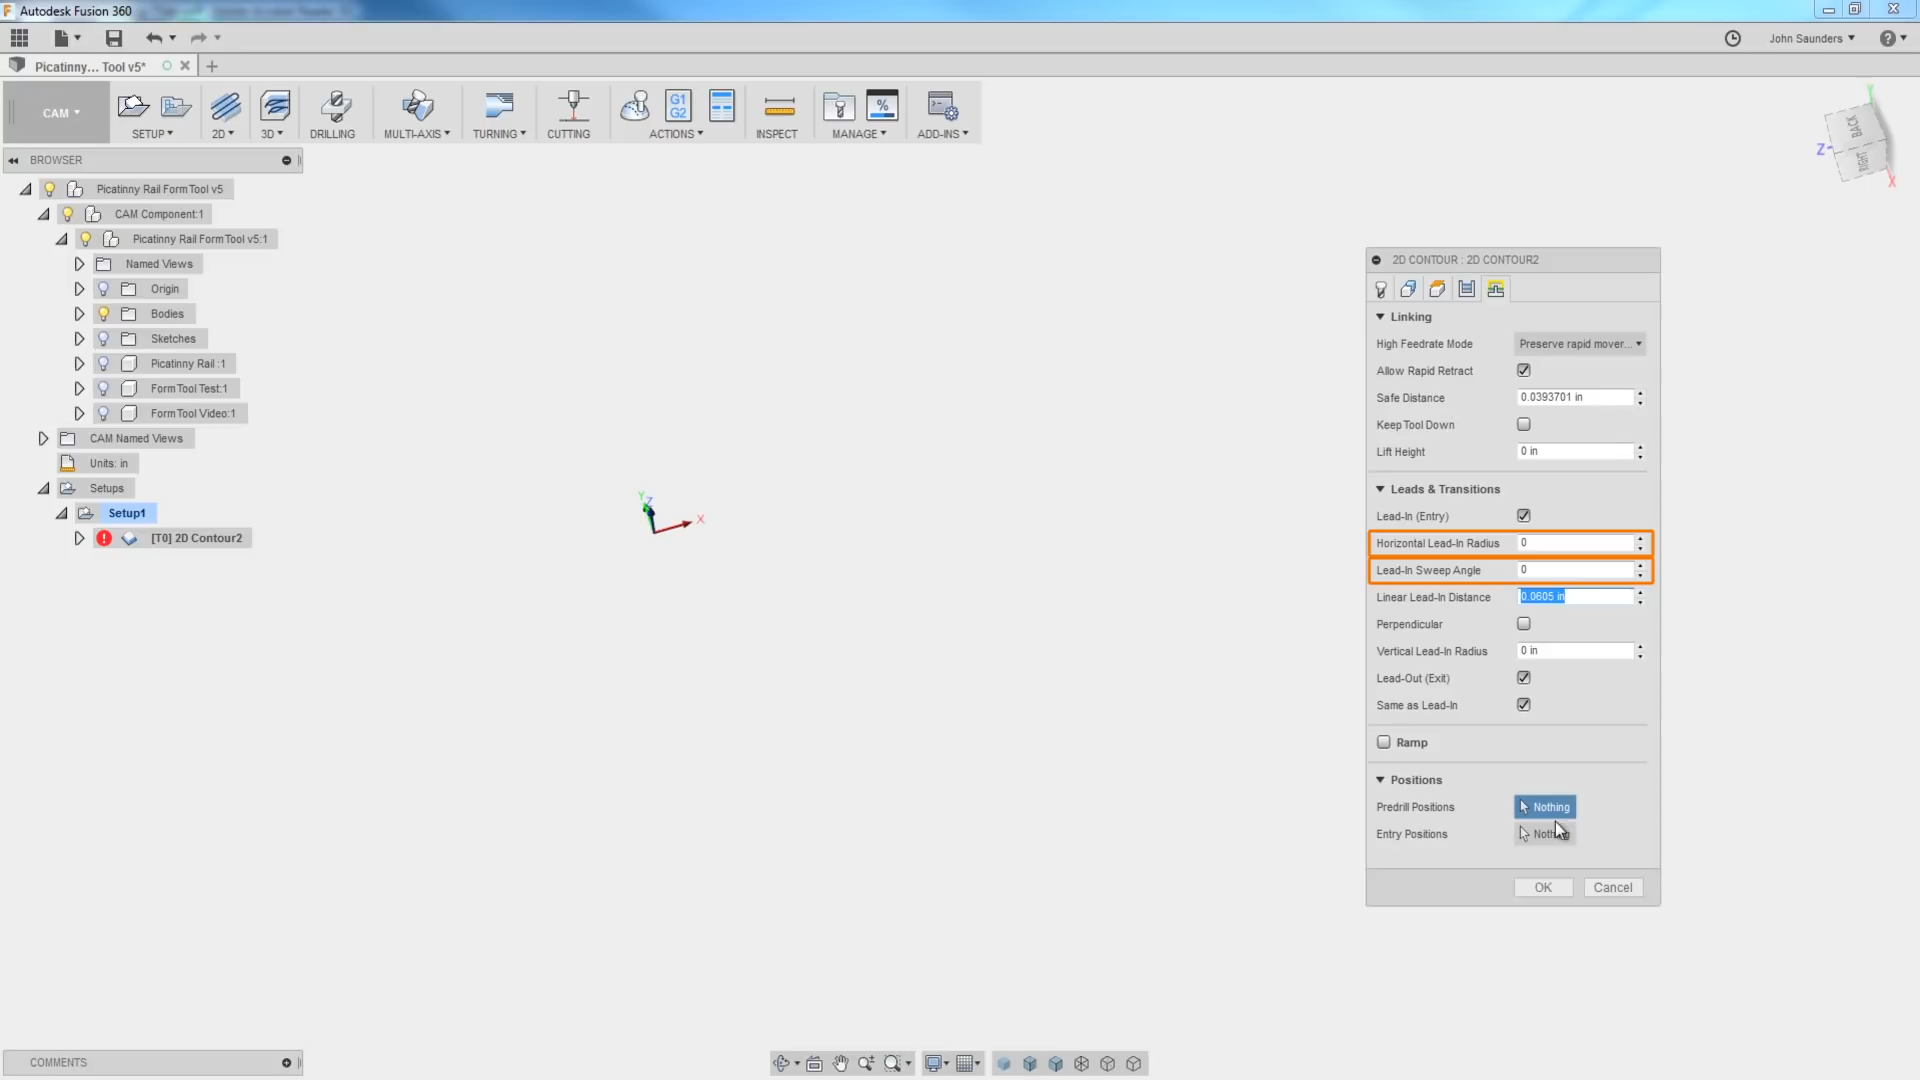 Autodesk Fusion 360
John Saunders
Picatinny... Tool v5*
CAM
SETUP
2D
3D
DRILLING
MULTI-AXIS
TURNING
CUTTING
G1
G2
ACTIONS
INSPECT
%
MANAGE
ADD-INS
BACK
RIGHT
Y
Z
X
BROWSER
Picatinny Rail Form Tool v5
CAM Component:1
Picatinny Rail Form Tool v5:1
Named Views
Origin
Bodies
Sketches
Picatinny Rail :1
Form Tool Test:1
Form Tool Video:1
CAM Named Views
Units: in
Setups
Setup1
[T0] 2D Contour2
Y
Z
X
2D CONTOUR : 2D CONTOUR2
Linking
High Feedrate Mode Preserve rapid mover...
Allow Rapid Retract
Safe Distance 0.0393701 in
Keep Tool Down
Lift Height 0 in
Leads & Transitions
Lead-In (Entry)
Horizontal Lead-In Radius 0
Lead-In Sweep Angle 0
Linear Lead-In Distance 0.0605 in
Perpendicular
Vertical Lead-In Radius 0 in
Lead-Out (Exit)
Same as Lead-In
Ramp
Positions
Predrill Positions Nothing
Entry Positions
OK Cancel
COMMENTS